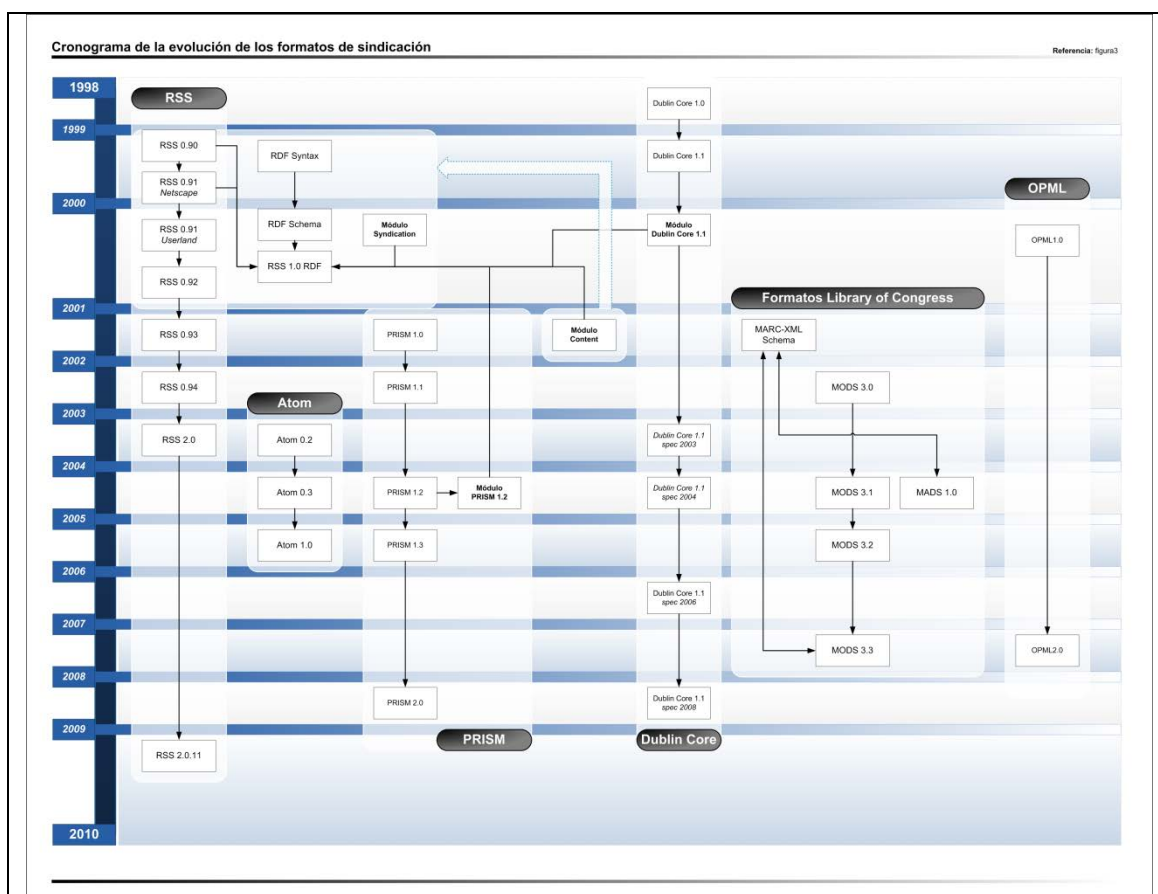 Cronograma de la evolución de los formatos de sindicación
Referencia: figura3
1998
1999
2000
2001
2002
2003
2004
2005
2006
2007
2008
2009
2010
RSS
RSS 0.90
RSS 0.91
Netscape
RSS 0.91
Userland
RSS 0.92
RSS 0.93
RSS 0.94
RSS 2.0
RSS 2.0.11
RDF Syntax
RDF Schema
RSS 1.0 RDF
Módulo
Syndication
Atom
Atom 0.2
Atom 0.3
Atom 1.0
PRISM 1.0
PRISM 1.1
PRISM 1.2
Módulo
PRISM 1.2
PRISM 1.3
PRISM 2.0
PRISM
Módulo
Content
Dublin Core 1.0
Dublin Core 1.1
Módulo
Dublin Core 1.1
Dublin Core 1.1
spec 2003
Dublin Core 1.1
spec 2004
Dublin Core 1.1
spec 2006
Dublin Core 1.1
spec 2008
Dublin Core
Formatos Library of Congress
MARC-XML
Schema
MODS 3.0
MODS 3.1
MADS 1.0
MODS 3.2
MODS 3.3
OPML
OPML1.0
OPML2.0